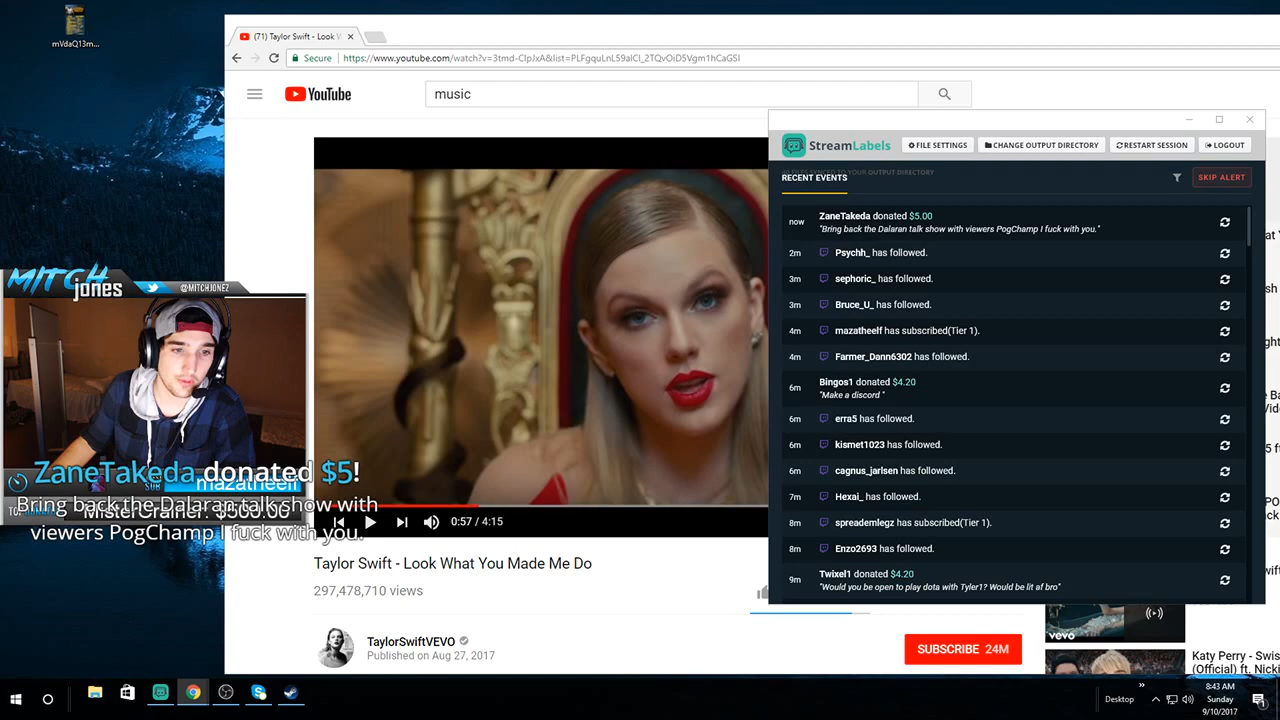 mVdaQ13m...
(71) Taylor Swift - Look W
Secure
https://www.youtube.com/watch?v=3tmd-ClpJxA&list=PLFgquLnL59alCl_2TQvOiD5Vgm1hCaGSI
YouTube
music
StreamLabels
FILE SETTINGS
CHANGE OUTPUT DIRECTORY
RESTART SESSION
LOGOUT
SYNCED TO YOUR OUTPUT DIRECTORY
RECENT EVENTS
SKIP ALERT
now
ZaneTakeda donated $5.00
"Bring back the Dalaran talk show with viewers PogChamp I fuck with you."
2m Psychh_ has followed.
3m sephoric_ has followed.
3m Bruce_U_ has followed.
4m mazatheelf has subscribed(Tier 1).
4m Farmer_Dann6302 has followed.
6m
Bingos1 donated $4.20
"Make a discord "
6m erra5 has followed.
6m kismet1023 has followed.
6m cagnus_jarlsen has followed.
7m Hexai_ has followed.
8m spreademlegz has subscribed(Tier 1).
8m Enzo2693 has followed.
9m
Twixel1 donated $4.20
"Would you be open to play dota with Tyler1? Would be lit af bro"
MITCH
jones
@MITCHJONEZ
ZaneTakeda donated $5!
SUB
mazatheelf
Bring back the Dalaran talk show with
viewers PogChamp I fuck with you.
0:57 / 4:15
Taylor Swift - Look What You Made Me Do
297,478,710 views
TaylorSwiftVEVO
Published on Aug 27, 2017
SUBSCRIBE 24M
vevo
Katy Perry - Swis
(Official) ft. Nicki
Desktop
8:43 AM
Sunday
9/10/2017